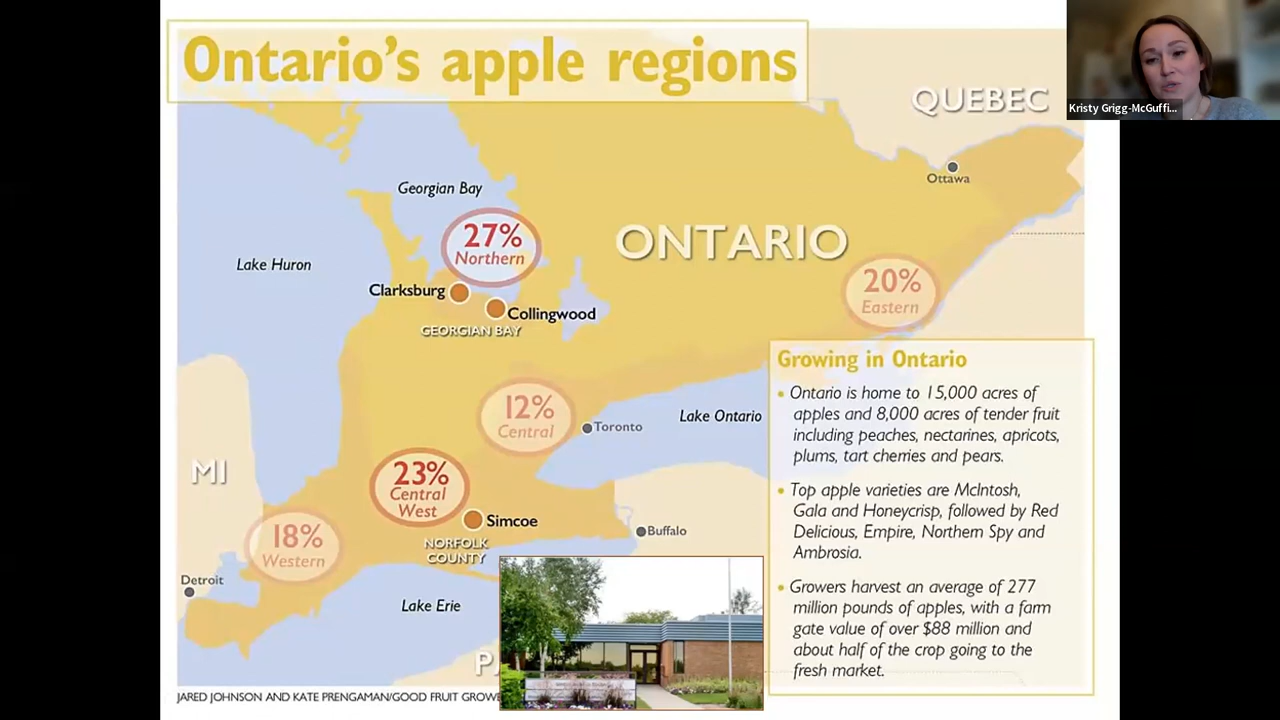 Ontario's apple regions
Kristy Grigg-McGuffi...
QUEBEC
Ottawa
Georgian Bay
27%
Northern
ONTARIO
Lake Huron
20%
Eastern
Clarksburg
Collingwood
GEORGIAN BAY
12%
Central
Toronto
Lake Ontario
MI
23%
Central
West
Simcoe
NORFOLK
COUNTY
Buffalo
18%
Western
Detroit
Lake Erie
Growing in Ontario
• Ontario is home to 15,000 acres of
apples and 8,000 acres of tender fruit
including peaches, nectarines, apricots,
plums, tart cherries and pears.
• Top apple varieties are McIntosh,
Gala and Honeycrisp, followed by Red
Delicious, Empire, Northern Spy and
Ambrosia.
• Growers harvest an average of 277
million pounds of apples, with a farm
gate value of over $88 million and
about half of the crop going to the
fresh market.
JARED JOHNSON AND KATE PRENGAMAN/GOOD FRUIT GROWE